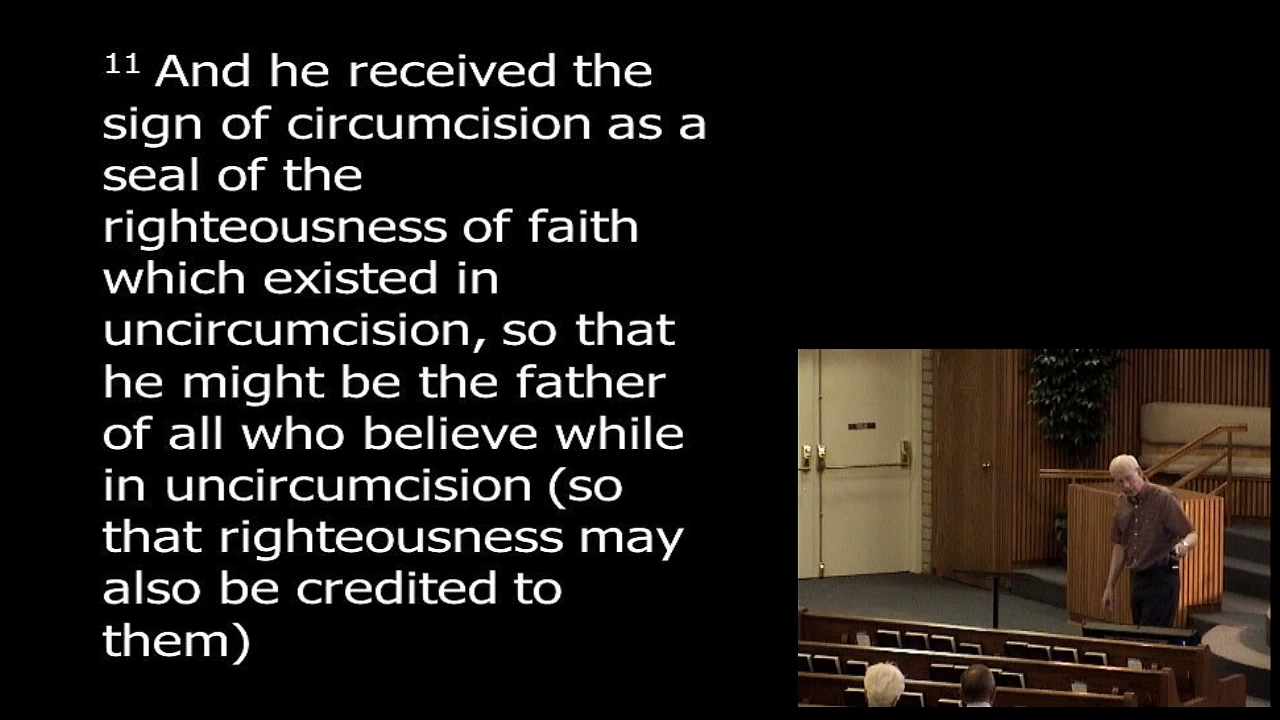 11 And he received the
sign of circumcision as a
seal of the
righteousness of faith
which existed in
uncircumcision, so that
he might be the father
of all who believe while
in uncircumcision (so
that righteousness may
also be credited to
them)